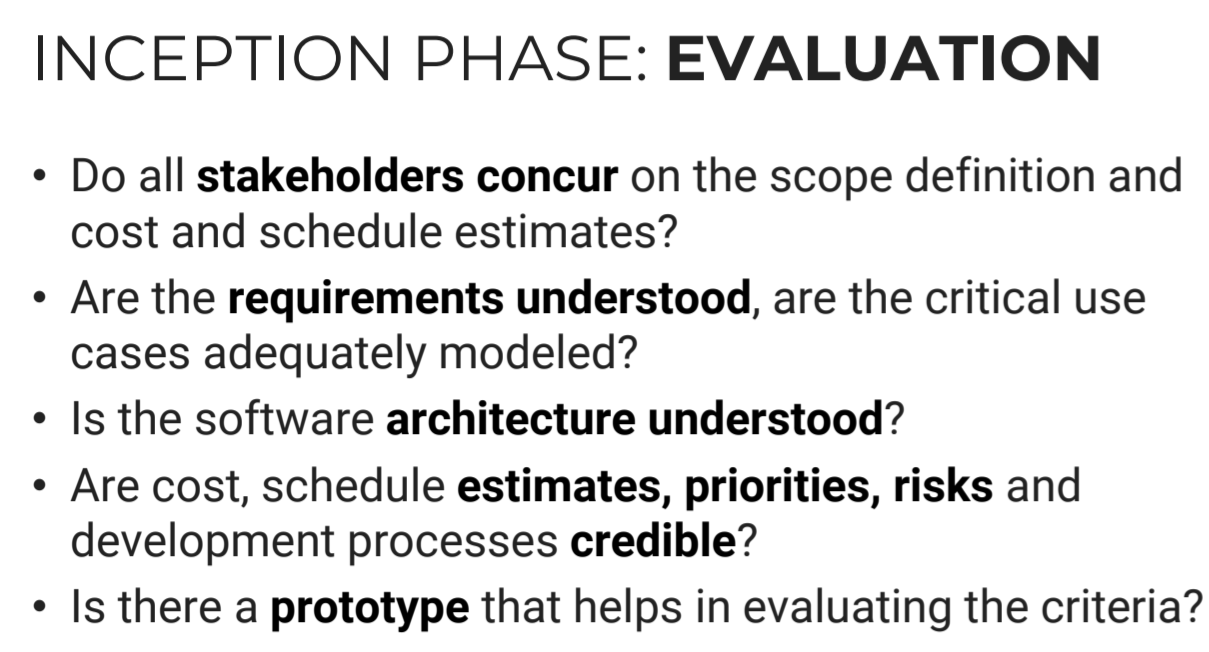 INCEPTION PHASE: EVALUATION
• Do all stakeholders concur on the scope definition and
cost and schedule estimates?
• Are the requirements understood, are the critical use
cases adequately modeled?
• Is the software architecture understood?
• Are cost, schedule estimates, priorities, risks and
development processes credible?
• Is there a prototype that helps in evaluating the criteria?